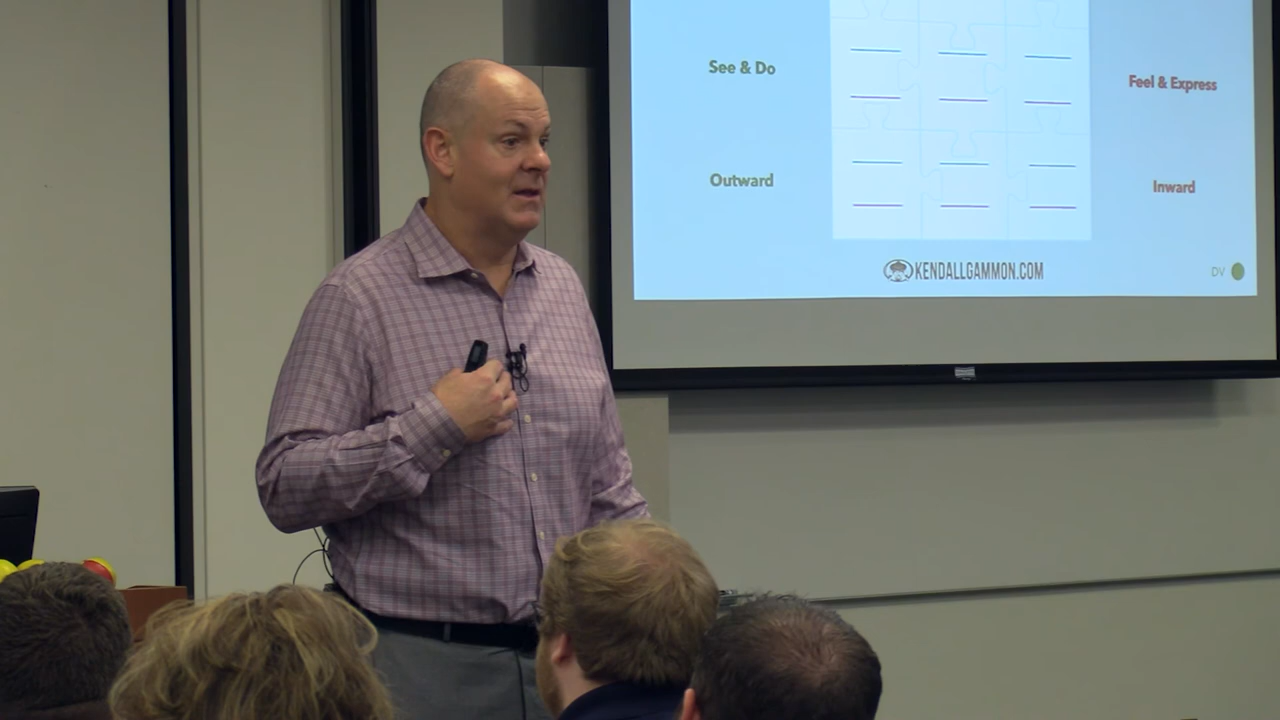 See & Do
Feel & Express
Outward
Inward
KENDALLGAMMON.COM
DV